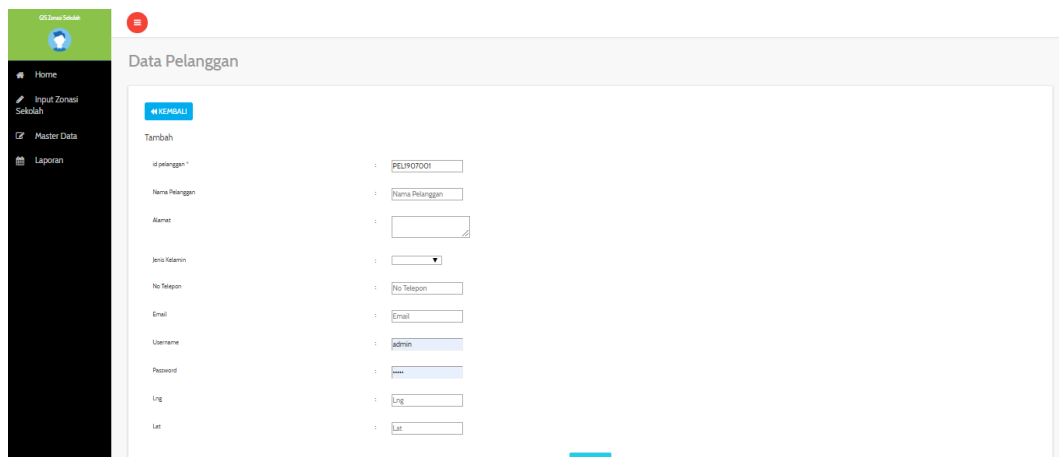 GIS Zonasi Sekolah
Home
Input Zonasi
Sekolah
Master Data
Laporan
Data Pelanggan
KEMBALI
Tambah
id pelanggan * : PEL1907001
Nama Pelanggan : Nama Pelanggan
Alamat :
Jenis Kelamin :
No Telepon : No Telepon
Email : Email
Username : admin
Password : •••••
Lng : Lng
Lat : Lat